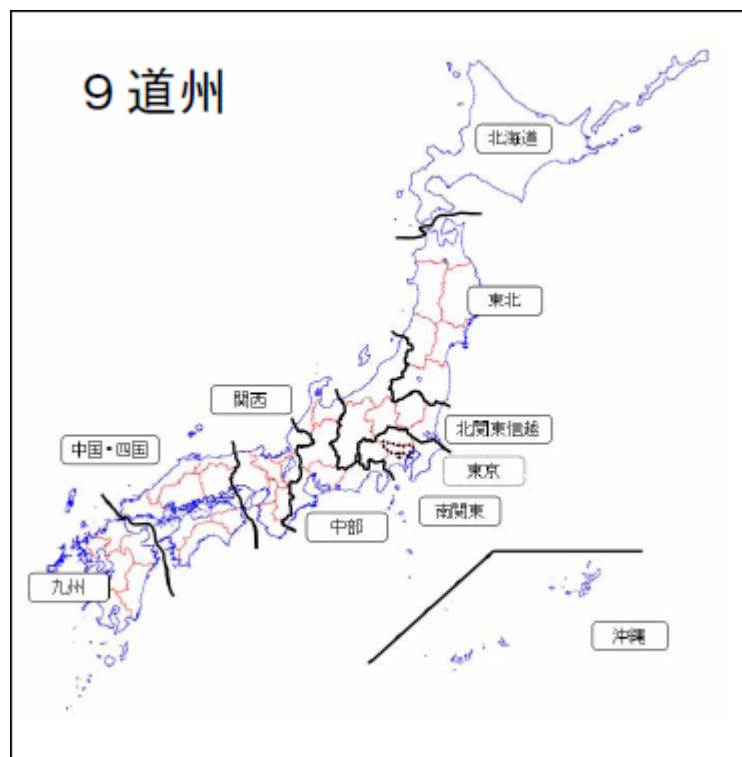 ９道州
北海道
東北
関西
北関東信越
中国・四国
東京
南関東
中部
九州
沖縄